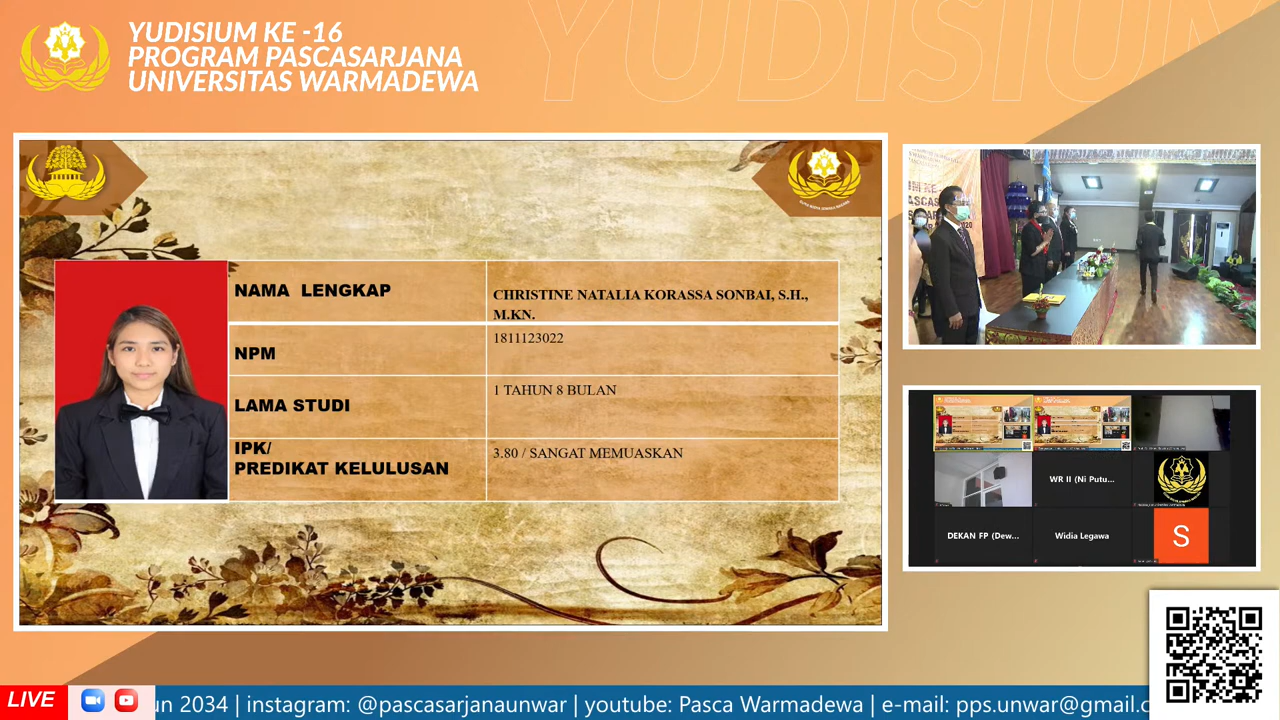 YUDISIUM KE -16
PROGRAM PASCASARJANA
UNIVERSITAS WARMADEWA
YUDISIUM
NAMA LENGKAP
CHRISTINE NATALIA KORASSA SONBAI, S.H.,
M.KN.
NPM
1811123022
LAMA STUDI
1 TAHUN 8 BULAN
IPK/
PREDIKAT KELULUSAN
3.80 / SANGAT MEMUASKAN
WR II (Ni Putu...
DEKAN FP (Dew...
Widia Legawa
S
LIVE
un 2034 | instagram: @pascasarjanaunwar | youtube: Pasca Warmadewa | e-mail: pps.unwar@gmail.c